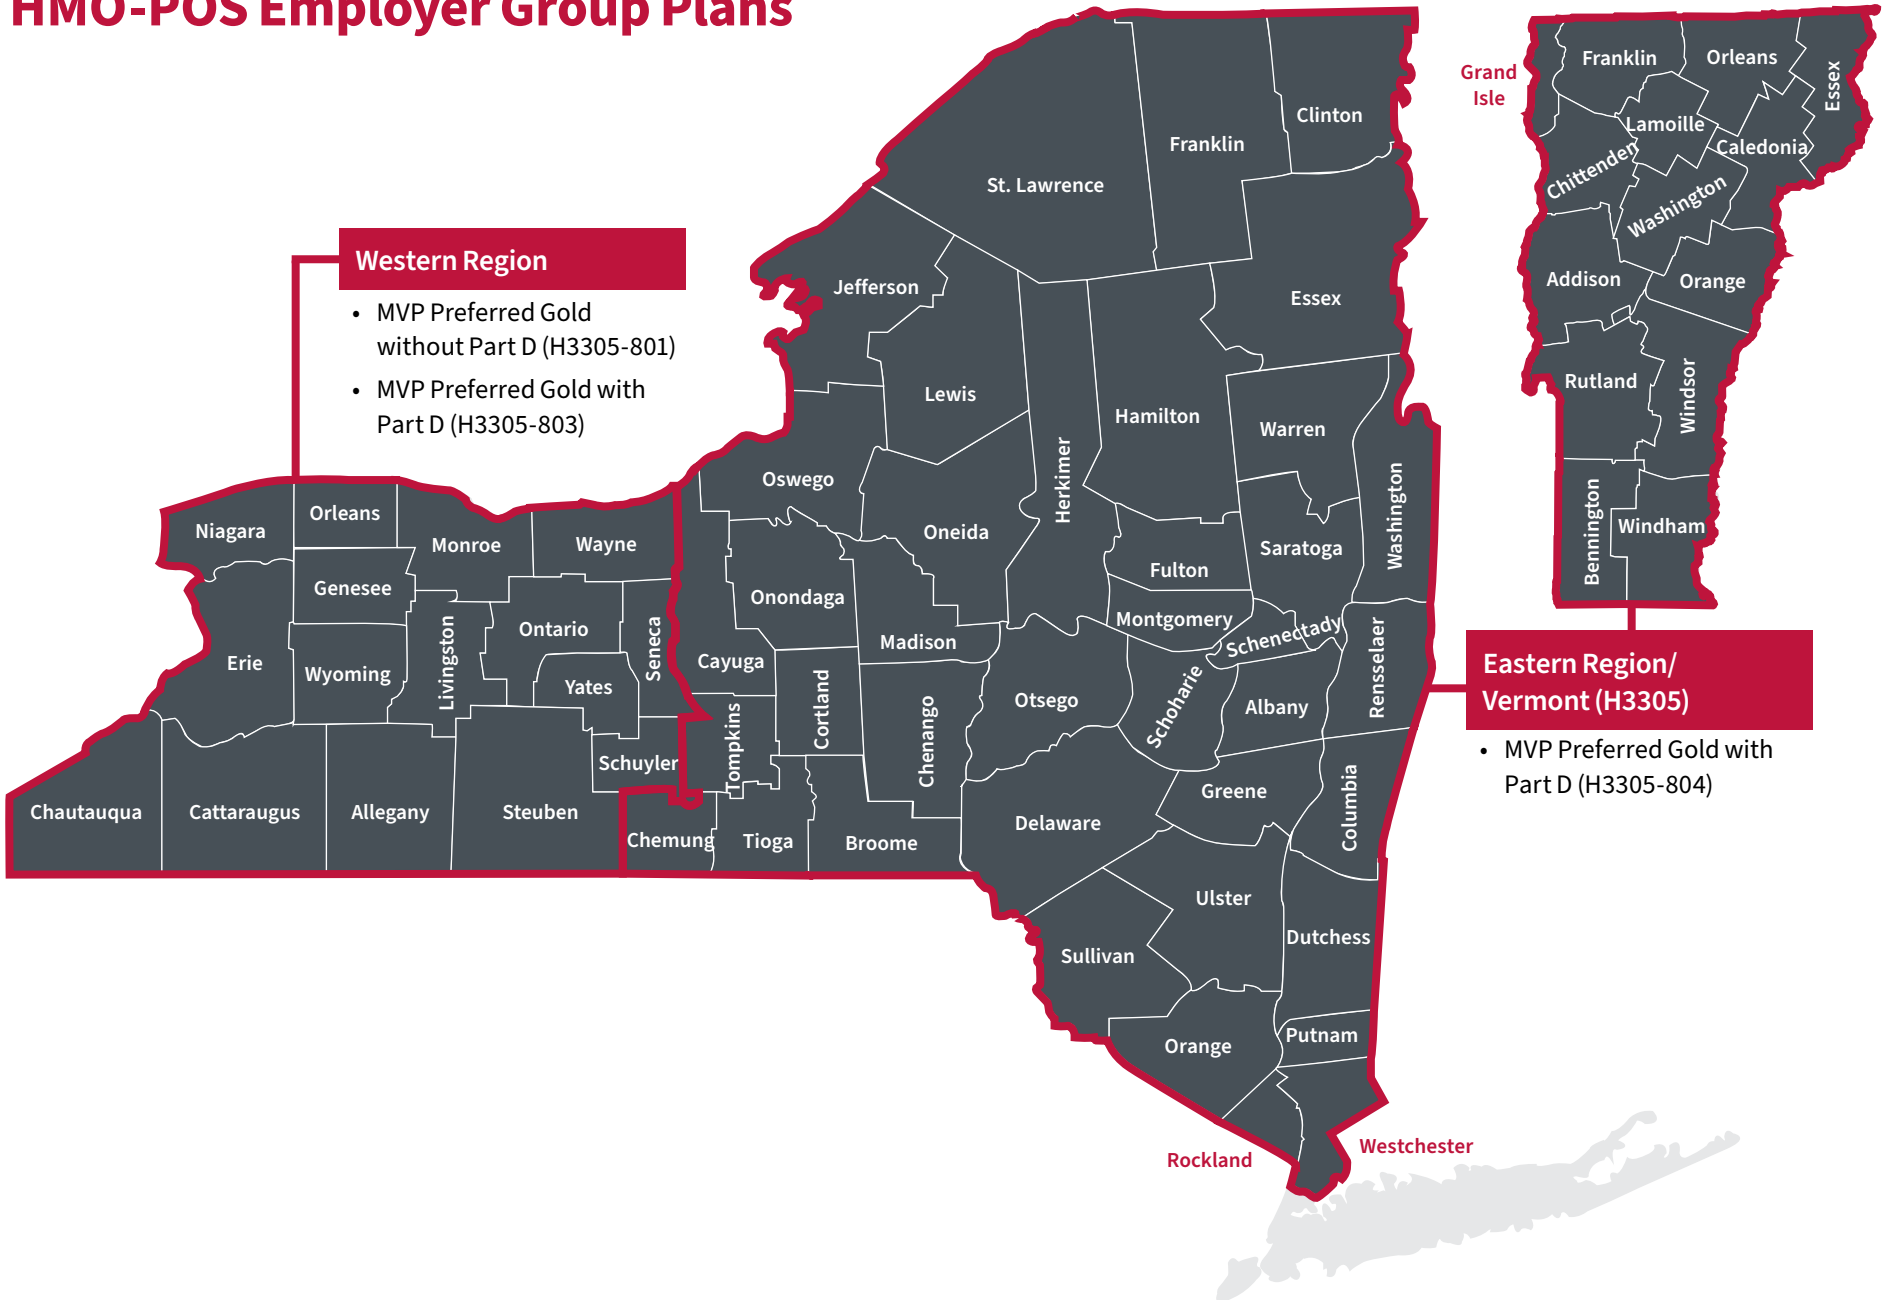 HMO-POS Employer Group Plans
Western Region
• MVP Preferred Gold
without Part D (H3305-801)
• MVP Preferred Gold with
Part D (H3305-803)
Eastern Region/
Vermont (H3305)
• MVP Preferred Gold with
Part D (H3305-804)
Clinton
Franklin
St. Lawrence
Jefferson
Essex
Lewis
Hamilton
Warren
Herkimer
Washington
Oswego
Oneida
Saratoga
Fulton
Niagara
Orleans
Monroe
Wayne
Genesee
Onondaga
Montgomery
Schenectady
Ontario
Livingston
Seneca
Madison
Rensselaer
Erie
Wyoming
Yates
Cayuga
Cortland
Otsego
Schoharie
Albany
Tompkins
Chenango
Schuyler
Greene
Columbia
Chautauqua
Cattaraugus
Allegany
Steuben
Chemung
Tioga
Broome
Delaware
Ulster
Dutchess
Sullivan
Orange
Putnam
Rockland
Westchester
Grand
Isle
Franklin
Orleans
Essex
Lamoille
Caledonia
Chittenden
Washington
Addison
Orange
Rutland
Windsor
Bennington
Windham